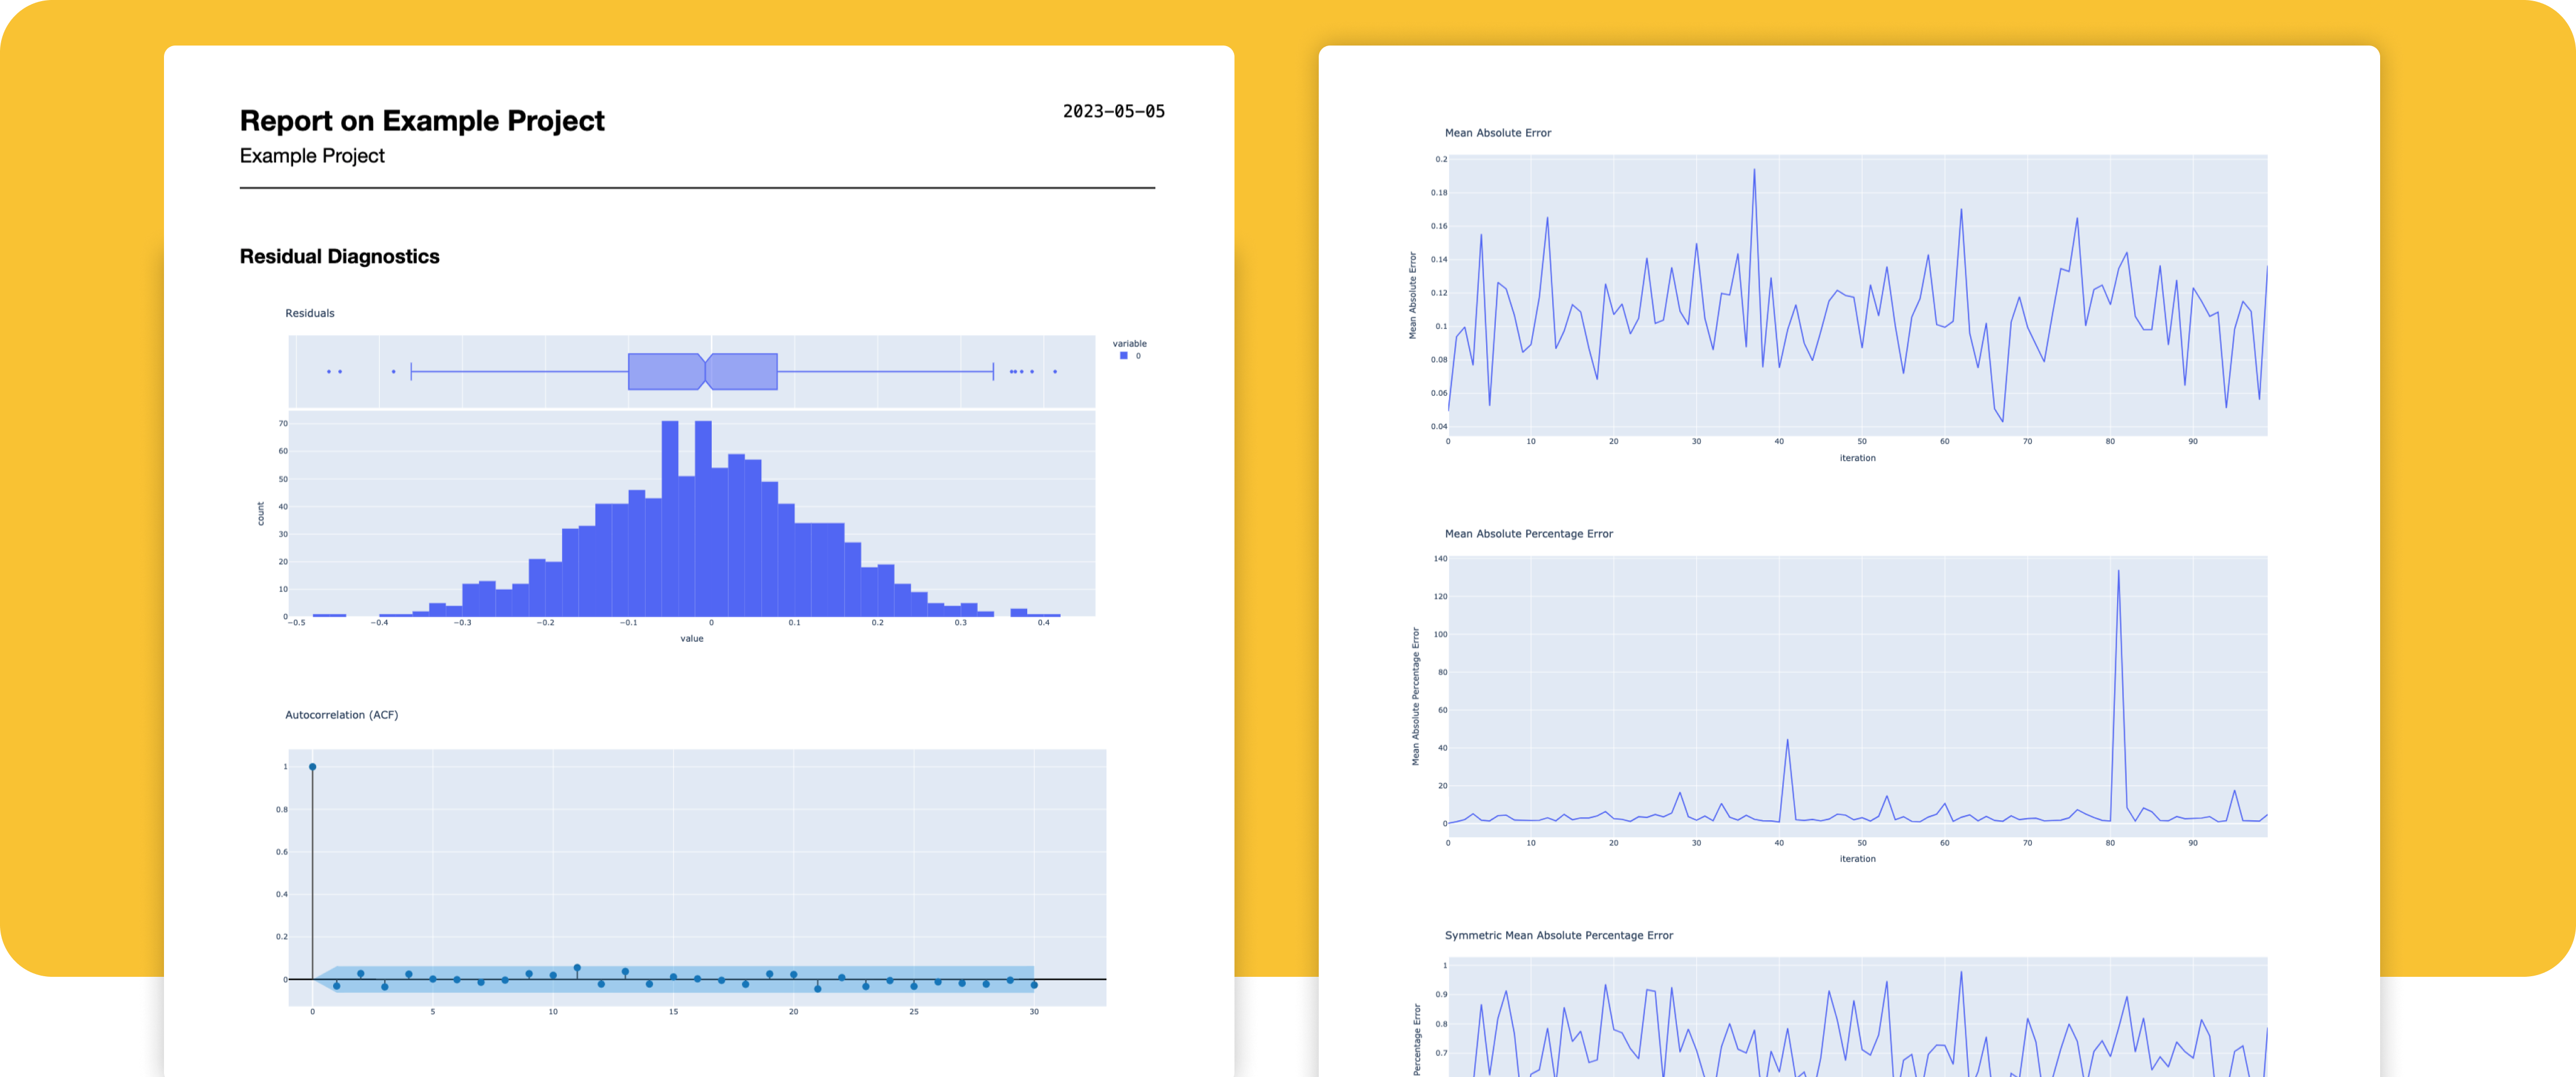 Report on Example Project
2023-05-05
Example Project
Residual Diagnostics
Residuals
variable
0
70
60
50
40
30
20
10
0
count
−0.5 −0.4 −0.3 −0.2 −0.1 0 0.1 0.2 0.3 0.4
value
Autocorrelation (ACF)
1
0.8
0.6
0.4
0.2
0
0 5 10 15 20 25 30
Mean Absolute Error
0.2
0.18
0.16
0.14
0.12
0.1
0.08
0.06
0.04
Mean Absolute Error
0 10 20 30 40 50 60 70 80 90
iteration
Mean Absolute Percentage Error
140
120
100
80
60
40
20
0
Mean Absolute Percentage Error
0 10 20 30 40 50 60 70 80 90
iteration
Symmetric Mean Absolute Percentage Error
1
0.9
0.8
0.7
Percentage Error